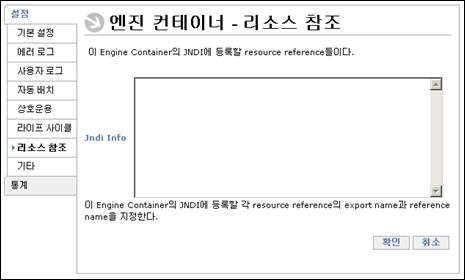 설정
기본 설정
에러 로그
사용자 로그
자동 배치
상호운용
라이프 사이클
리소스 참조
기타
통계
엔진 컨테이너 - 리소스 참조
이 Engine Container의 JNDI에 등록할 resource reference들이다.
Jndi Info
이 Engine Container의 JNDI에 등록할 각 resource reference의 export name과 reference
name을 지정한다.
확인 취소